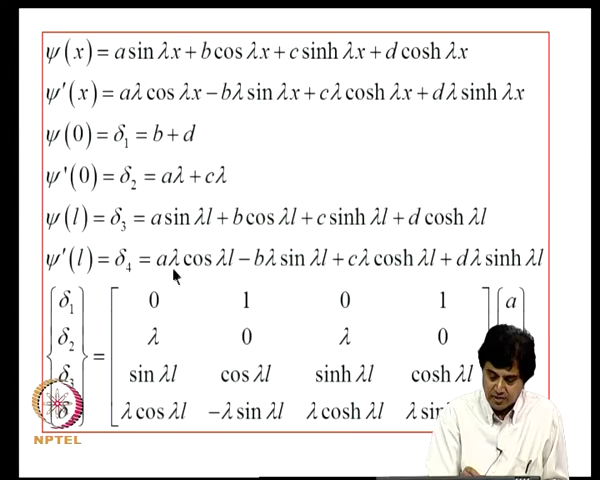 ψ(x) = a sin λx + b cos λx + c sinh λx + d cosh λx
ψ′(x) = aλ cos λx − bλ sin λx + cλ cosh λx + dλ sinh λx
ψ(0) = δ₁ = b + d
ψ'(0) = δ₂ = aλ + cλ
ψ(l) = δ₃ = a sin λl + b cos λl + c sinh λl + d cosh λl
ψ′(l) = δ₄ = aλ cos λl − bλ sin λl + cλ cosh λl + dλ sinh λl
δ₁ 0 1 0 1 a
δ₂ = λ 0 λ 0
δ₃ sin λl cos λl sinh λl cosh λl
δ λ cos λl −λ sin λl λ cosh λl λ
NPTEL